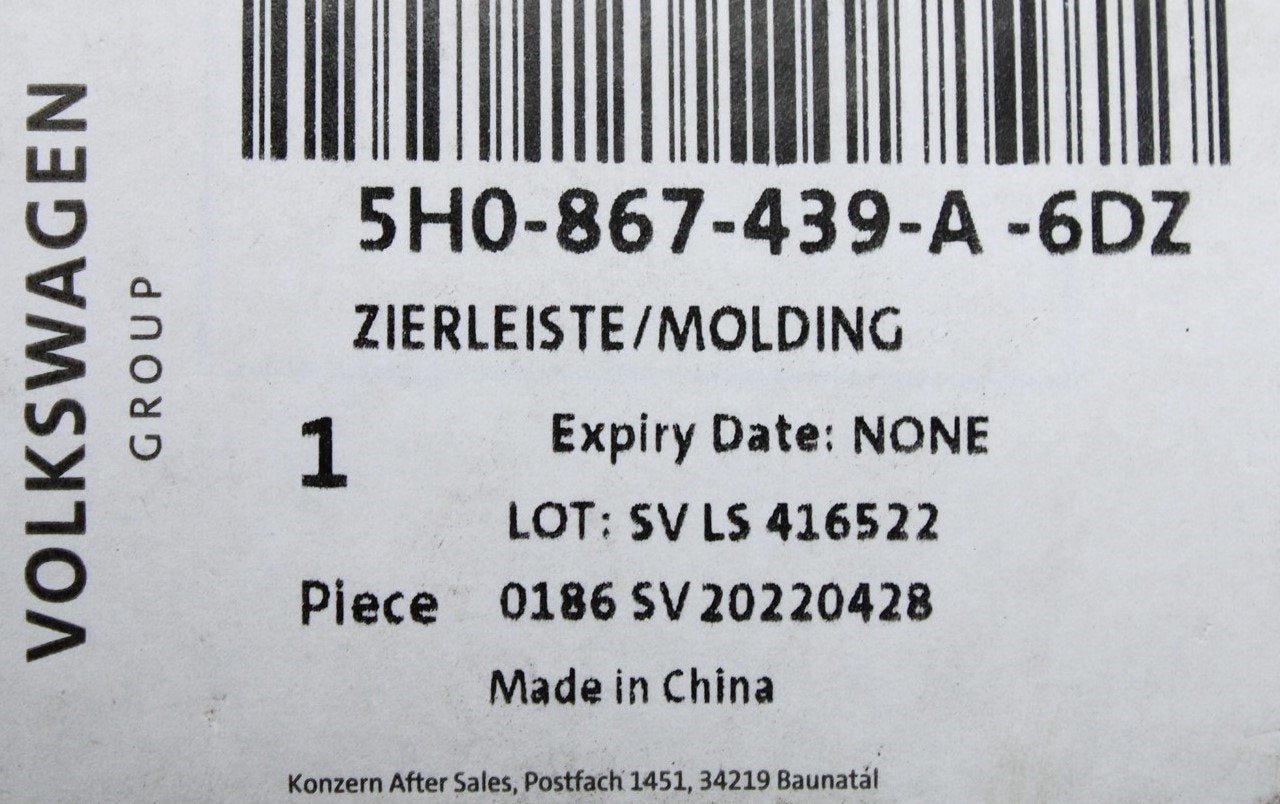 VOLKSWAGEN
GROUP
5H0-867-439-A -6DZ
ZIERLEISTE/MOLDING
1
Expiry Date: NONE
LOT: SV LS 416522
Piece 0186 SV 20220428
Made in China
Konzern After Sales, Postfach 1451, 34219 Baunatal